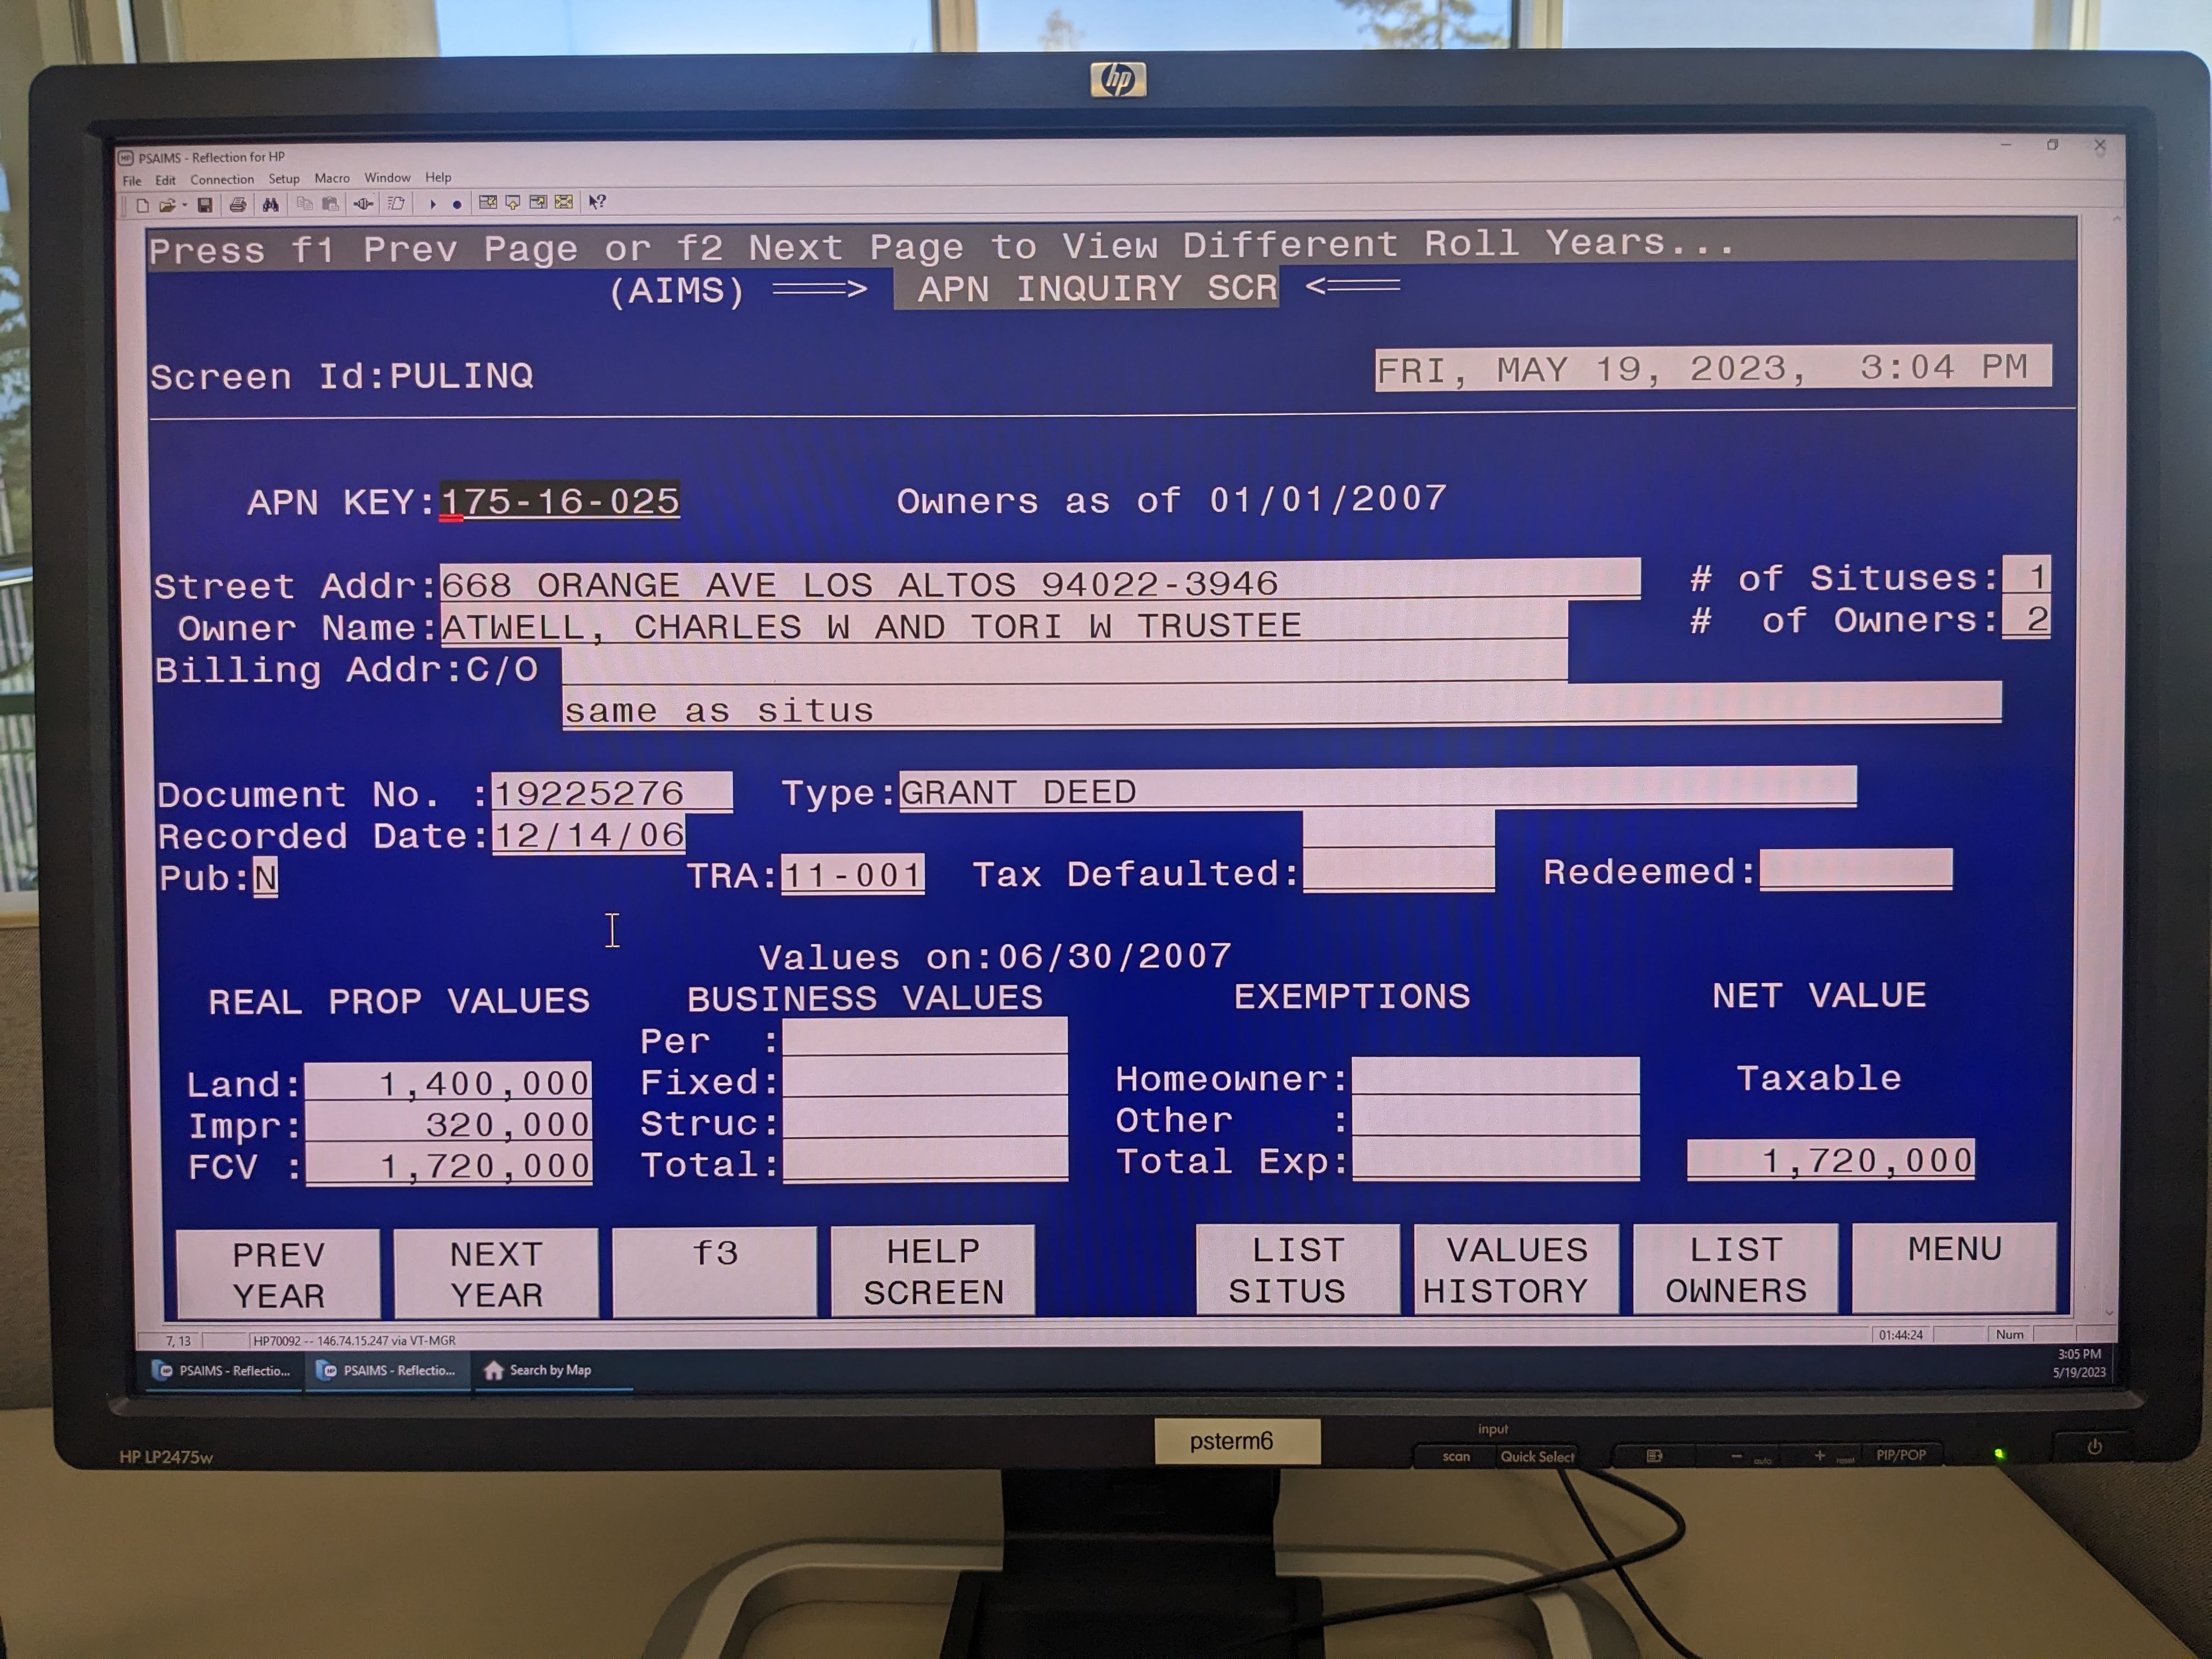 hp
PSAIMS - Reflection for HP
File Edit Connection Setup Macro Window Help
Press f1 Prev Page or f2 Next Page to View Different Roll Years...
(AIMS) ===> APN INQUIRY SCR <===
Screen Id:PULINQ FRI, MAY 19, 2023, 3:04 PM
APN KEY:175-16-025 Owners as of 01/01/2007
Street Addr:668 ORANGE AVE LOS ALTOS 94022-3946 # of Situses: 1
Owner Name:ATWELL, CHARLES W AND TORI W TRUSTEE # of Owners: 2
Billing Addr:C/O
same as situs
Document No. :19225276 Type:GRANT DEED
Recorded Date:12/14/06
Pub:N TRA:11-001 Tax Defaulted: Redeemed:
Values on:06/30/2007
REAL PROP VALUES BUSINESS VALUES EXEMPTIONS NET VALUE
Per :
Land: 1,400,000 Fixed: Homeowner: Taxable
Impr: 320,000 Struc: Other :
FCV : 1,720,000 Total: Total Exp: 1,720,000
PREV NEXT f3 HELP LIST VALUES LIST MENU
YEAR YEAR SCREEN SITUS HISTORY OWNERS
7, 13 HP70092 -- 146.74.15.247 via VT-MGR 01:44:24 Num
PSAIMS - Reflectio... PSAIMS - Reflectio... Search by Map 3:05 PM
5/19/2023
HP LP2475w psterm6 input
scan Quick Select - auto + reset PIP/POP